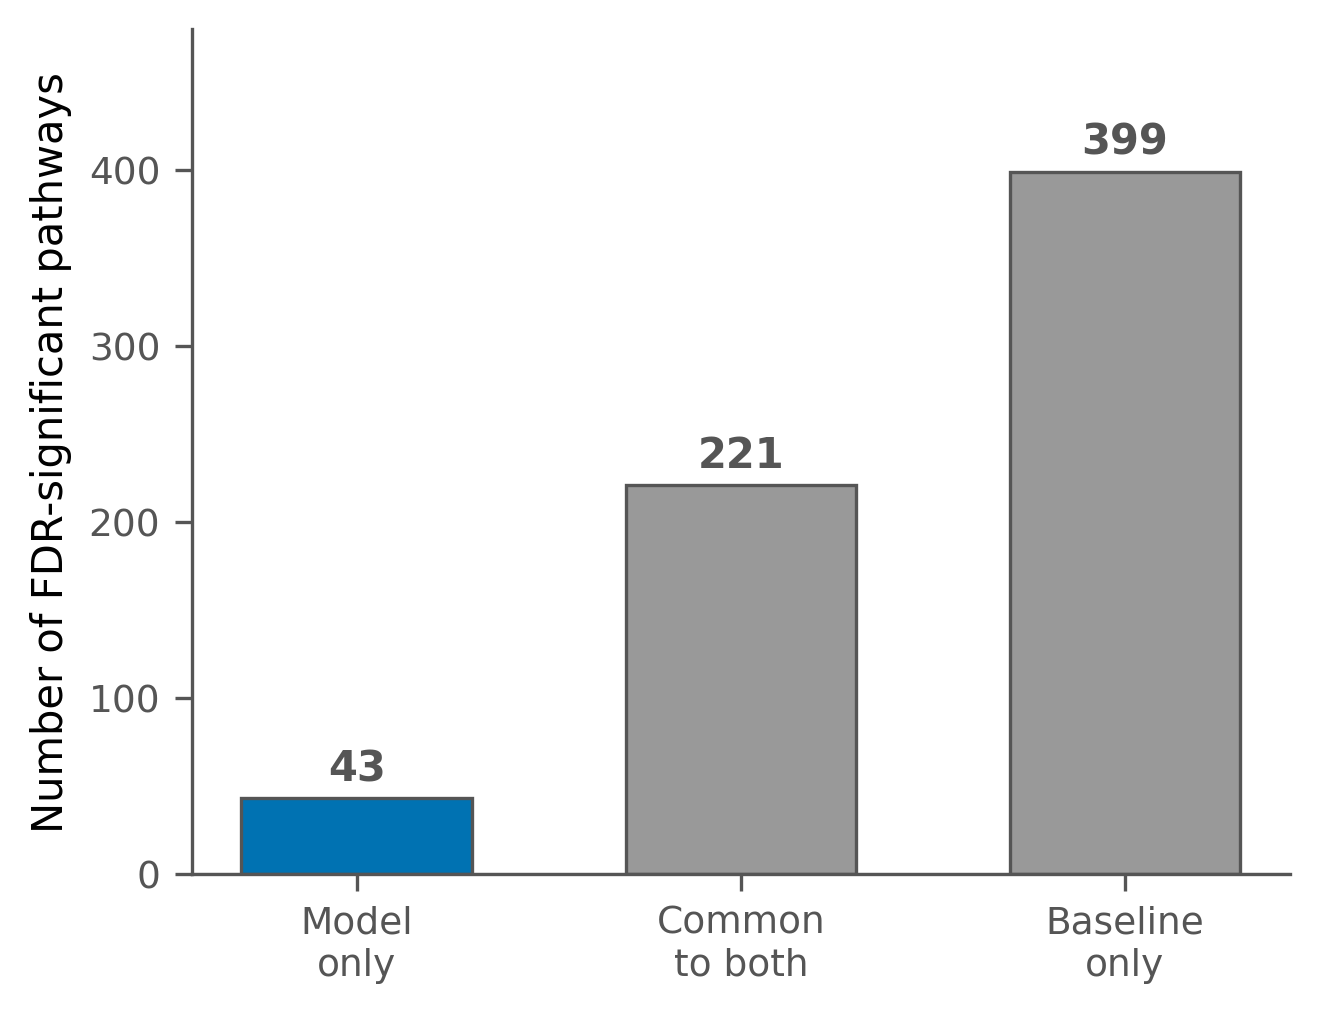 Number of FDR-significant pathways
400
300
200
100
0
43
221
399
Model
only
Common
to both
Baseline
only